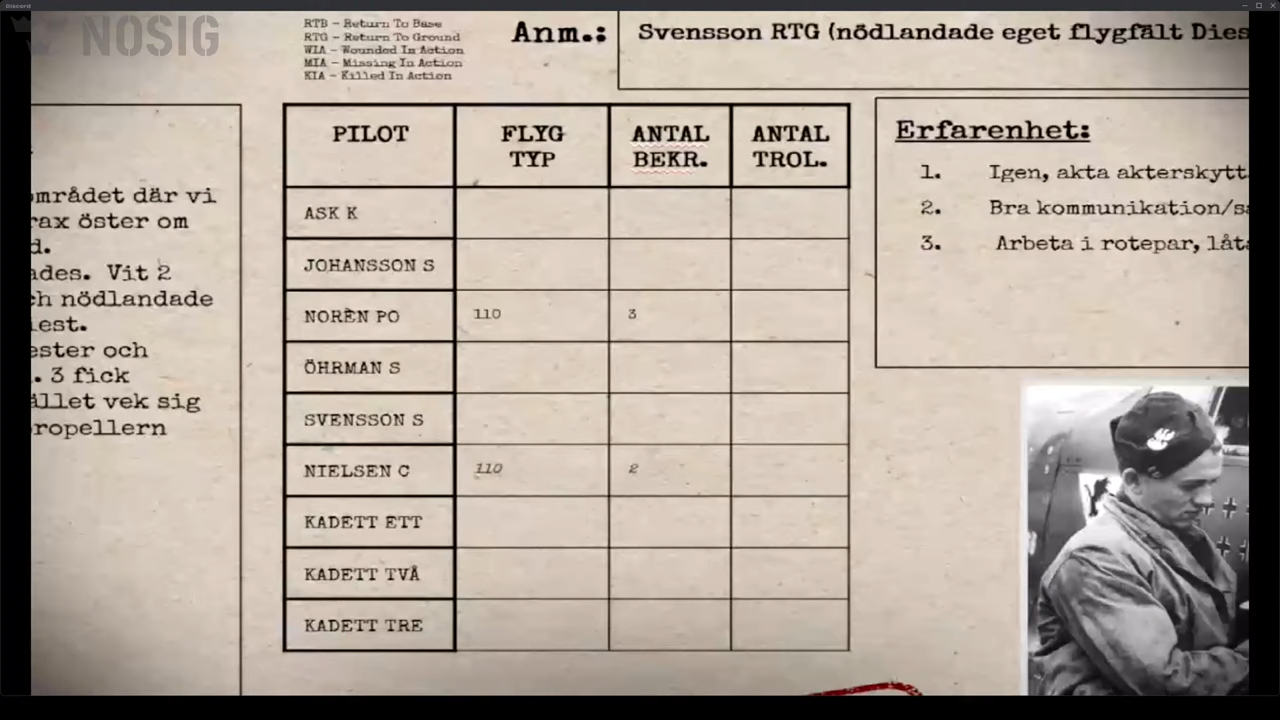 Discord
NOSIG
RTB – Return To Base
RTG – Return To Ground
WIA – Wounded In Action
MIA – Missing In Action
KIA – Killed In Action
Anm.:
Svensson RTG (nödlandade eget flygfält Dies
området där vi
rax öster om
d.
ades. Vit 2
ch nödlandade
iest.
ester och
. 3 fick
ället vek sig
propellern
PILOT FLYG TYP ANTAL BEKR. ANTAL TROL.
ASK K
JOHANSSON S
NORÈN PO 110 3
ÖHRMAN S
SVENSSON S
NIELSEN C 110 2
KADETT ETT
KADETT TVÅ
KADETT TRE
Erfarenhet:
1. Igen, akta akterskytt
2. Bra kommunikation/sa
3. Arbeta i rotepar, låta